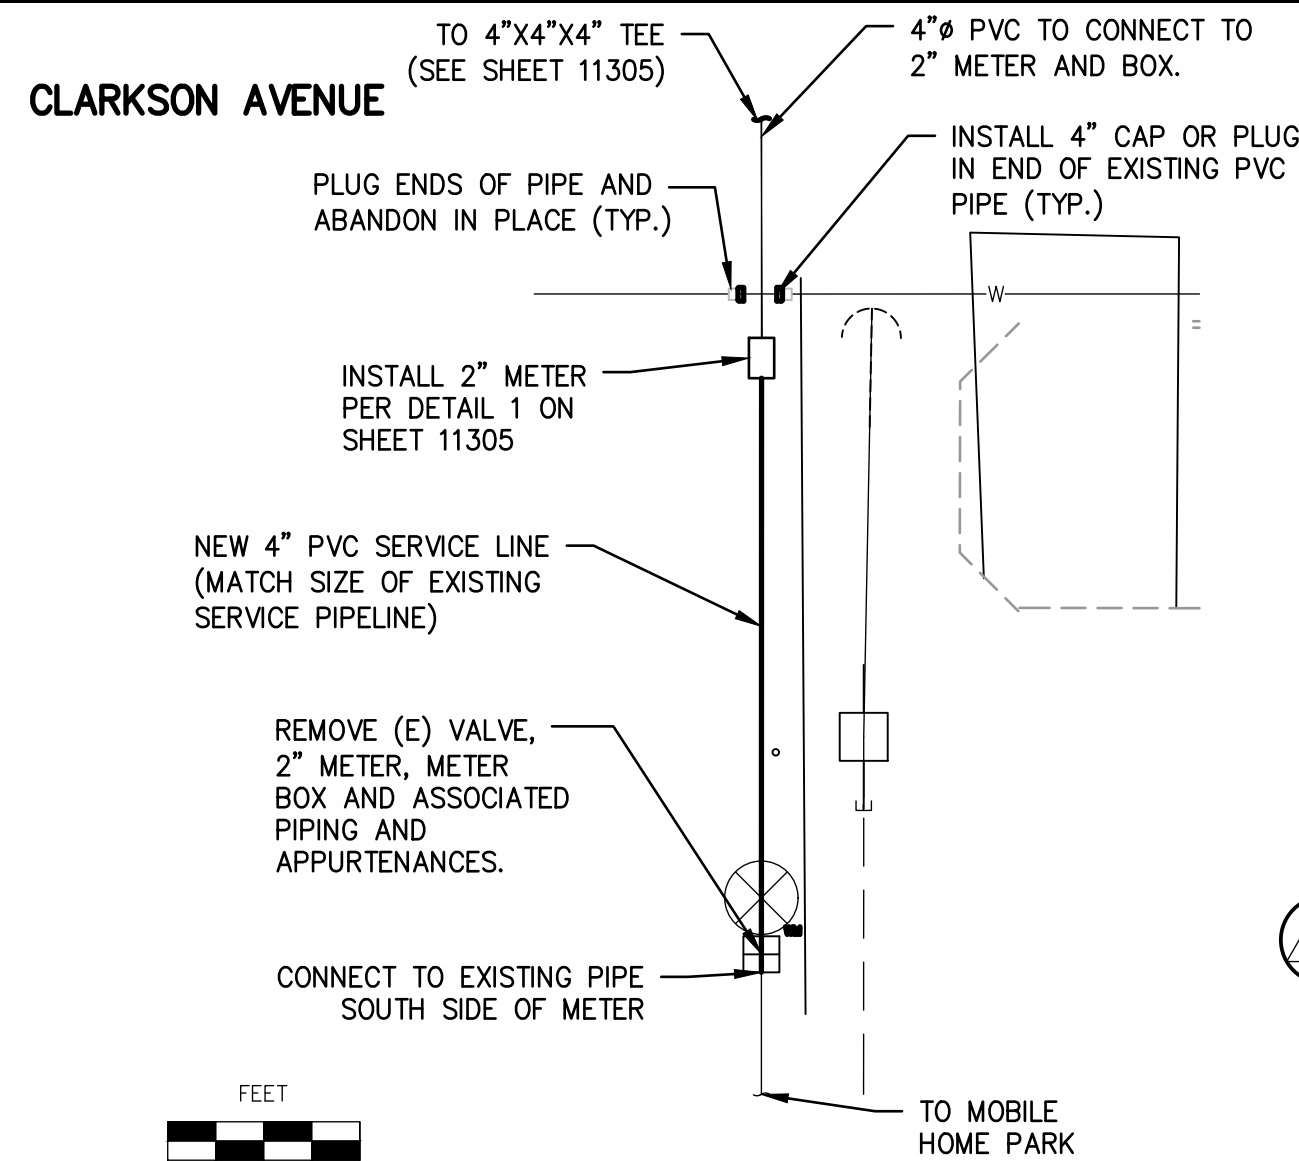 TO 4”X4”X4” TEE
(SEE SHEET 11305)
4”ø PVC TO CONNECT TO
2” METER AND BOX.
CLARKSON AVENUE
INSTALL 4” CAP OR PLUG
IN END OF EXISTING PVC
PIPE (TYP.)
PLUG ENDS OF PIPE AND
ABANDON IN PLACE (TYP.)
W
INSTALL 2” METER
PER DETAIL 1 ON
SHEET 11305
NEW 4” PVC SERVICE LINE
(MATCH SIZE OF EXISTING
SERVICE PIPELINE)
REMOVE (E) VALVE,
2” METER, METER
BOX AND ASSOCIATED
PIPING AND
APPURTENANCES.
CONNECT TO EXISTING PIPE
SOUTH SIDE OF METER
FEET
TO MOBILE
HOME PARK